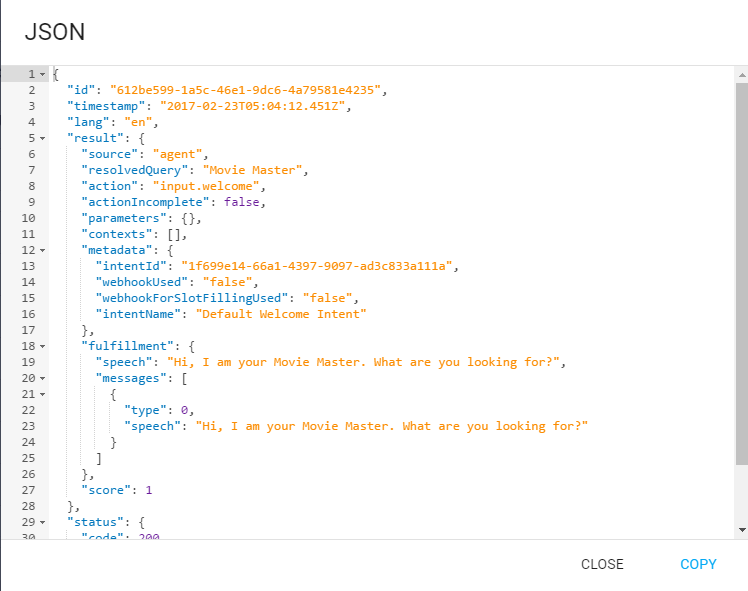 JSON
1 {
2 "id": "612be599-1a5c-46e1-9dc6-4a79581e4235",
3 "timestamp": "2017-02-23T05:04:12.451Z",
4 "lang": "en",
5 "result": {
6 "source": "agent",
7 "resolvedQuery": "Movie Master",
8 "action": "input.welcome",
9 "actionIncomplete": false,
10 "parameters": {},
11 "contexts": [],
12 "metadata": {
13 "intentId": "1f699e14-66a1-4397-9097-ad3c833a111a",
14 "webhookUsed": "false",
15 "webhookForSlotFillingUsed": "false",
16 "intentName": "Default Welcome Intent"
17 },
18 "fulfillment": {
19 "speech": "Hi, I am your Movie Master. What are you looking for?",
20 "messages": [
21 {
22 "type": 0,
23 "speech": "Hi, I am your Movie Master. What are you looking for?"
24 }
25 ]
26 },
27 "score": 1
28 },
29 "status": {
30 "code": 200
CLOSE COPY